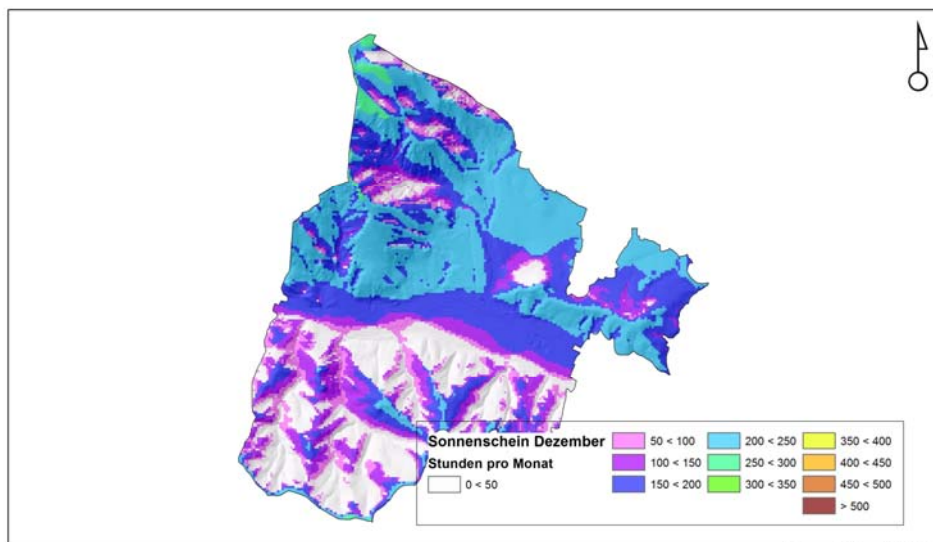 Sonnenschein Dezember
Stunden pro Monat
0 < 50
50 < 100
100 < 150
150 < 200
200 < 250
250 < 300
300 < 350
350 < 400
400 < 450
450 < 500
> 500